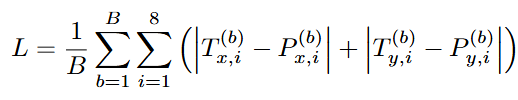 L = \frac{1}{B} \sum_{b=1}^{B} \sum_{i=1}^{8} \left( \left| T_{x,i}^{(b)} - P_{x,i}^{(b)} \right| + \left| T_{y,i}^{(b)} - P_{y,i}^{(b)} \right| \right)